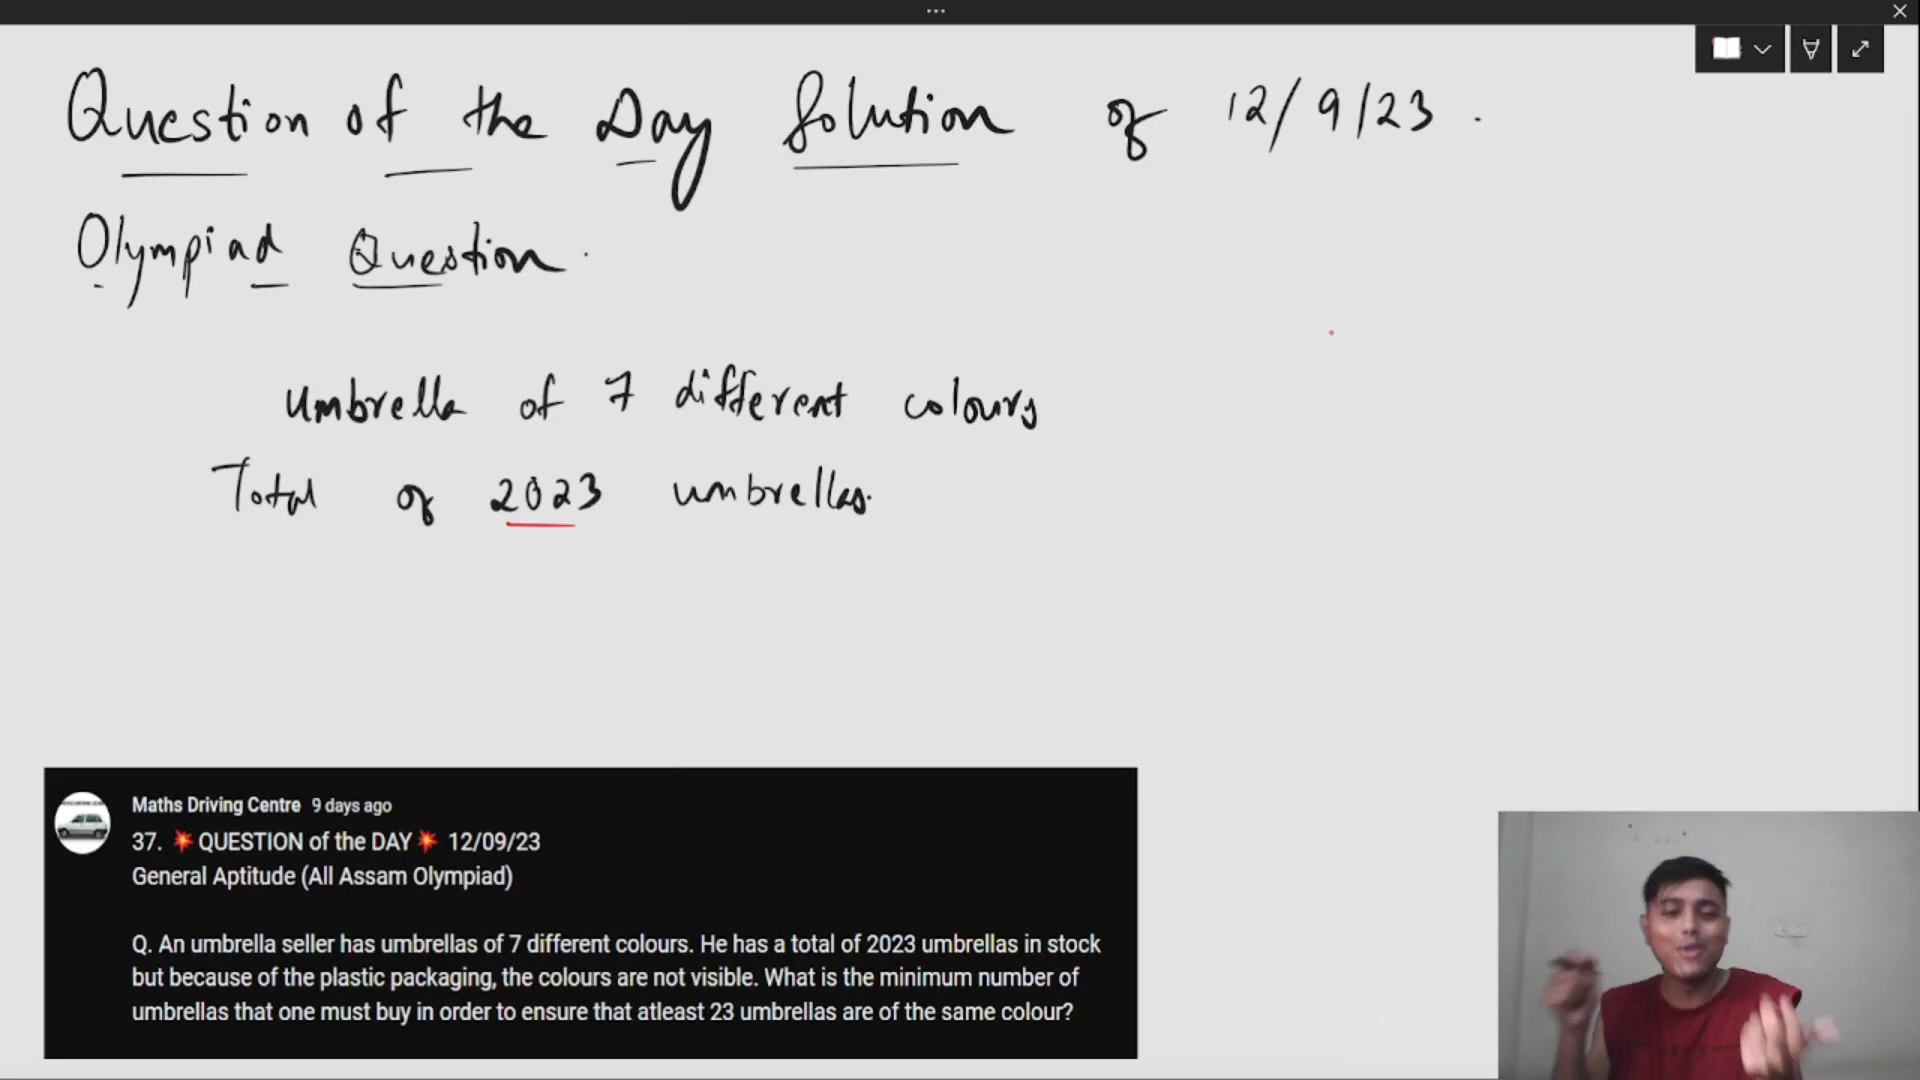 Question of the Day Solution of 12/9/23.
Olympiad Question.
Umbrella of 7 different colours
Total of 2023 umbrellas.
Maths Driving Centre 9 days ago
37. 💥QUESTION of the DAY💥 12/09/23
General Aptitude (All Assam Olympiad)
Q. An umbrella seller has umbrellas of 7 different colours. He has a total of 2023 umbrellas in stock
but because of the plastic packaging, the colours are not visible. What is the minimum number of
umbrellas that one must buy in order to ensure that atleast 23 umbrellas are of the same colour?